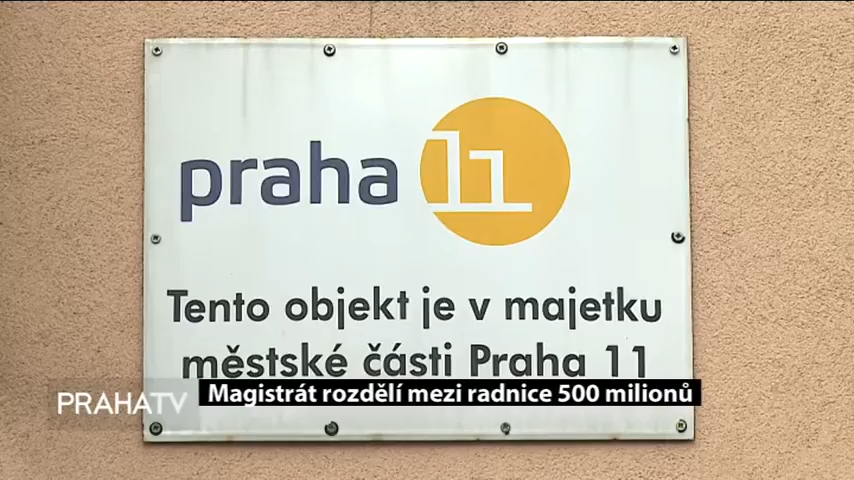 praha 11
Tento objekt je v majetku
městské části Praha 11
PRAHATV
Magistrát rozdělí mezi radnice 500 milionů